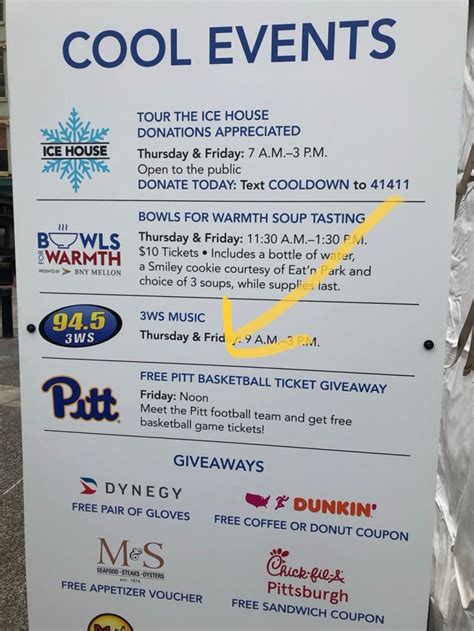 COOL EVENTS
ICE HOUSE
TOUR THE ICE HOUSE
DONATIONS APPRECIATED
Thursday & Friday: 7 A.M.–3 P.M.
Open to the public
DONATE TODAY: Text COOLDOWN to 41411
BOWLS
FOR WARMTH
PRESENTED BY BNY MELLON
BOWLS FOR WARMTH SOUP TASTING
Thursday & Friday: 11:30 A.M.–1:30 P.M.
$10 Tickets • Includes a bottle of water,
a Smiley cookie courtesy of Eat'n Park and
choice of 3 soups, while supplies last.
94.5
3WS
3WS MUSIC
Thursday & Friday: 9 A.M.–3 P.M.
Pitt
FREE PITT BASKETBALL TICKET GIVEAWAY
Friday: Noon
Meet the Pitt football team and get free
basketball game tickets!
GIVEAWAYS
DYNEGY
FREE PAIR OF GLOVES
DUNKIN'
FREE COFFEE OR DONUT COUPON
M&S
SEAFOOD • STEAKS • OYSTERS
FREE APPETIZER VOUCHER
Chick-fil-&
Pittsburgh
FREE SANDWICH COUPON